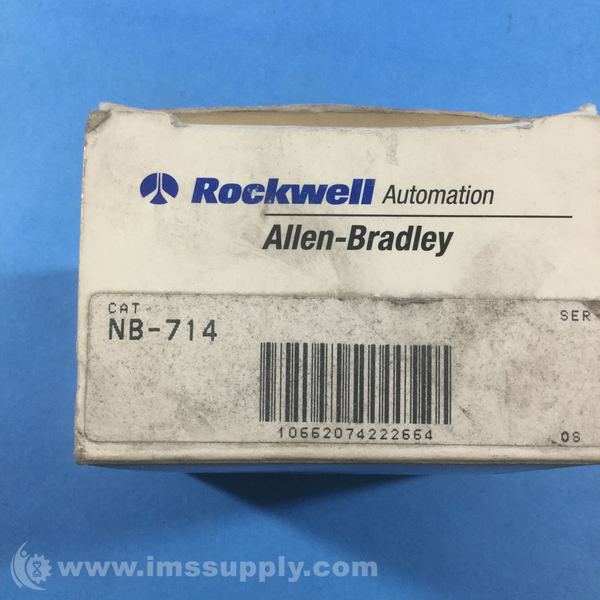 Rockwell Automation
Allen-Bradley
CAT
NB-714
SER
10662074222664
OS
www.imssupply.com